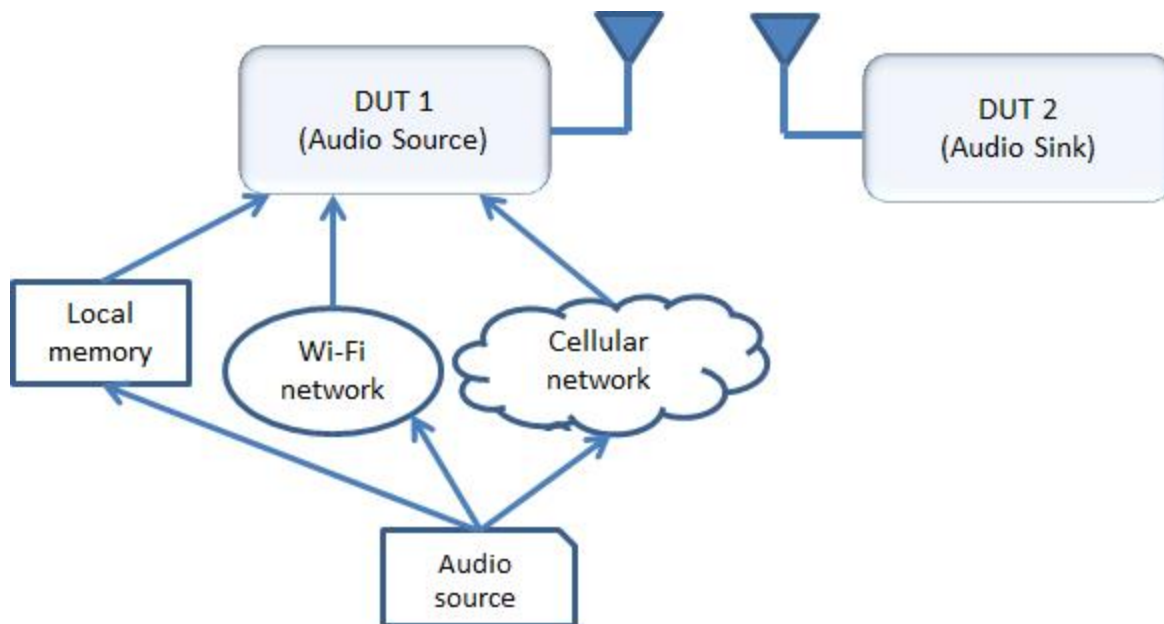 DUT 1
(Audio Source)
DUT 2
(Audio Sink)
Local
memory
Wi-Fi
network
Cellular
network
Audio
source